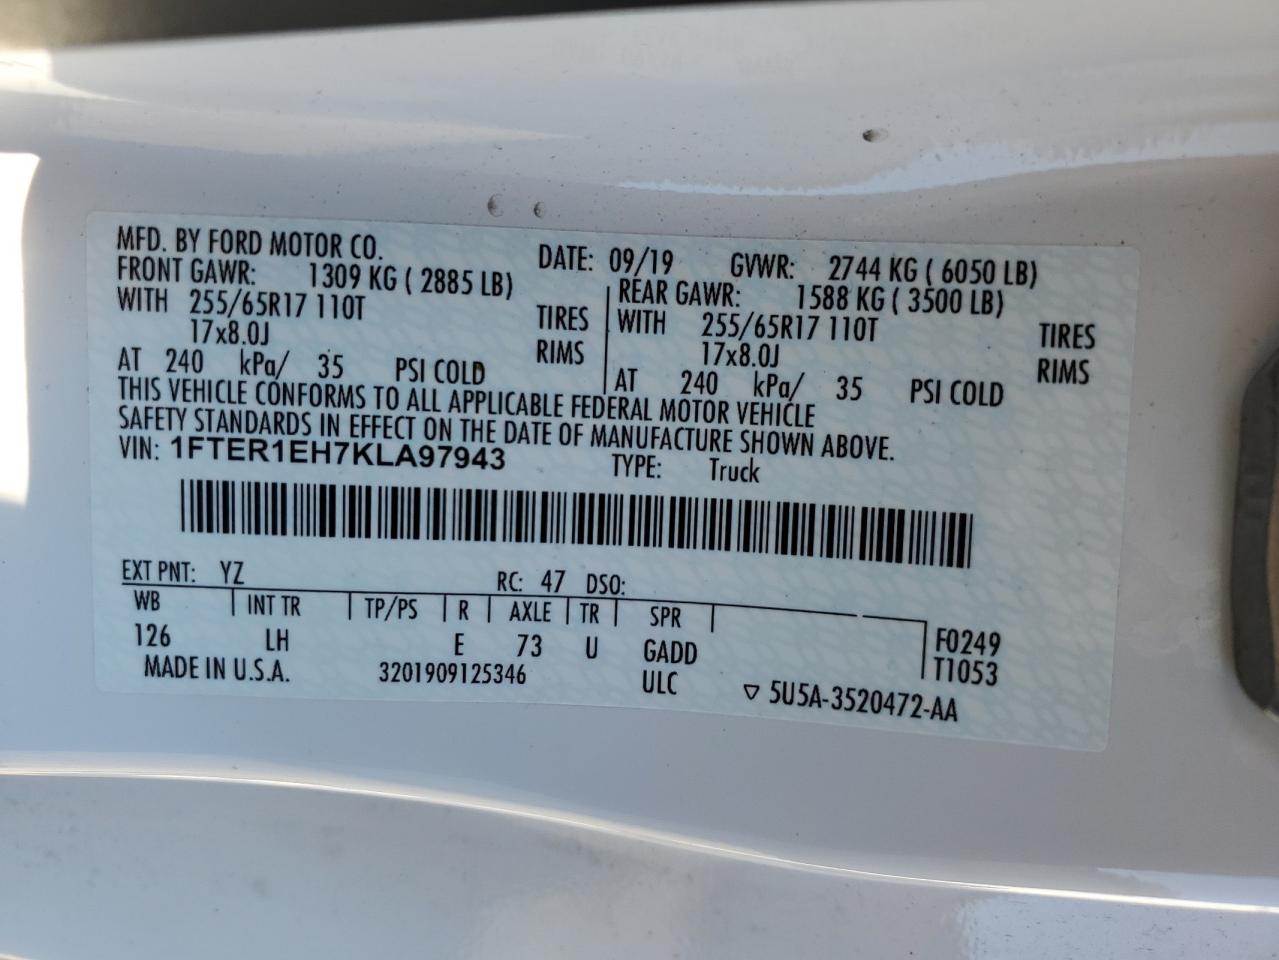 MFD. BY FORD MOTOR CO. DATE: 09/19 GVWR: 2744 KG ( 6050 LB)
FRONT GAWR: 1309 KG ( 2885 LB) REAR GAWR: 1588 KG ( 3500 LB)
WITH 255/65R17 110T TIRES WITH 255/65R17 110T TIRES
17x8.0J RIMS 17x8.0J RIMS
AT 240 kPa/ 35 PSI COLD AT 240 kPa/ 35 PSI COLD
THIS VEHICLE CONFORMS TO ALL APPLICABLE FEDERAL MOTOR VEHICLE
SAFETY STANDARDS IN EFFECT ON THE DATE OF MANUFACTURE SHOWN ABOVE.
VIN: 1FTER1EH7KLA97943 TYPE: Truck
EXT PNT: YZ RC: 47 DSO:
WB INT TR TP/PS R AXLE TR SPR
126 LH E 73 U GADD F0249
MADE IN U.S.A. 3201909125346 ULC T1053
▽ 5U5A-3520472-AA